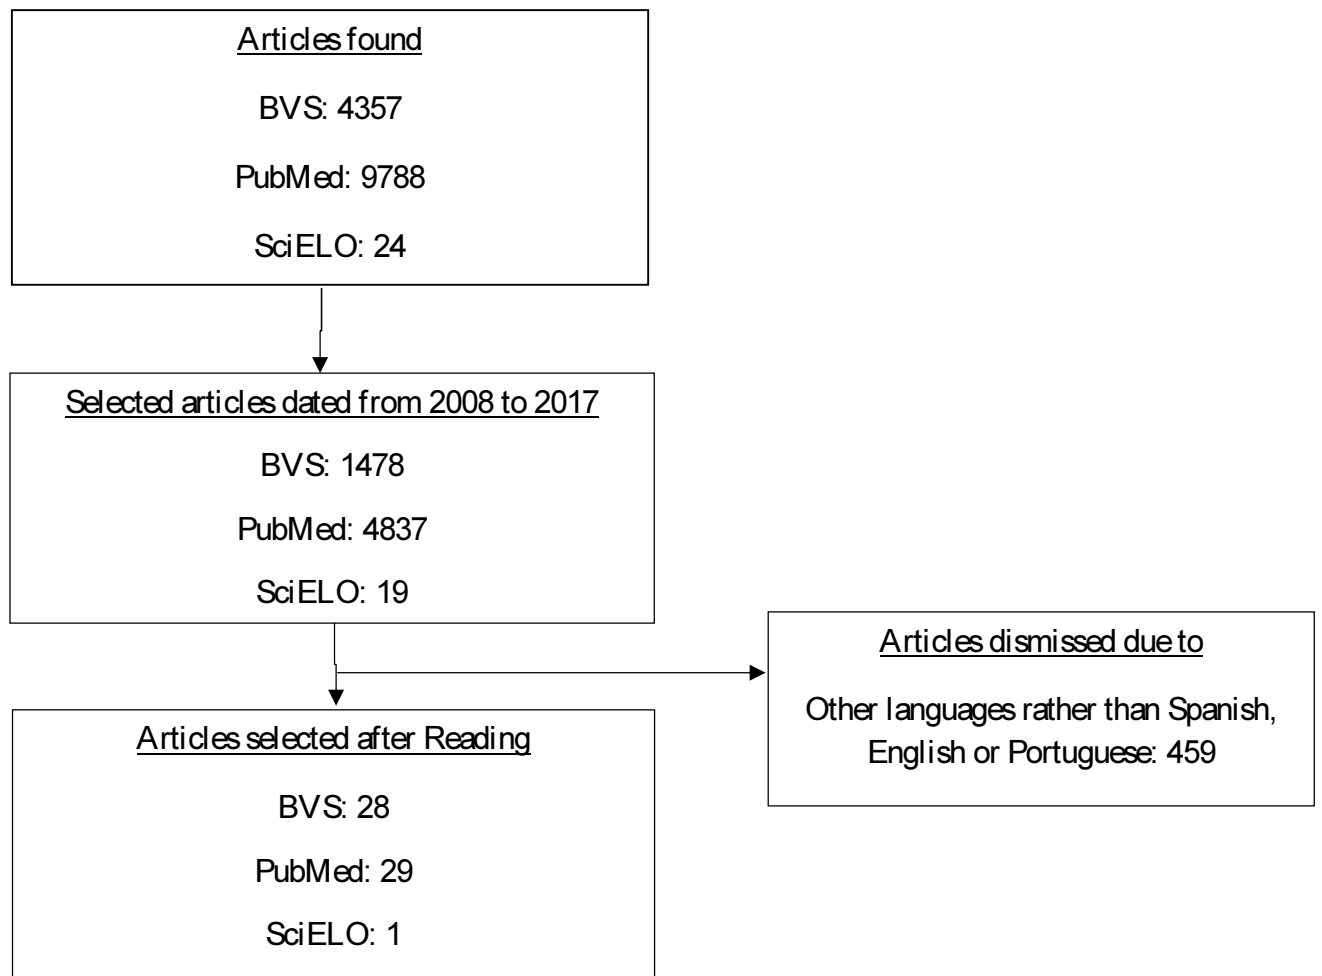 Articles found
BVS: 4357
PubMed: 9788
SciELO: 24
Selected articles dated from 2008 to 2017
BVS: 1478
PubMed: 4837
SciELO: 19
Articles dismissed due to
Other languages rather than Spanish,
English or Portuguese: 459
Articles selected after Reading
BVS: 28
PubMed: 29
SciELO: 1